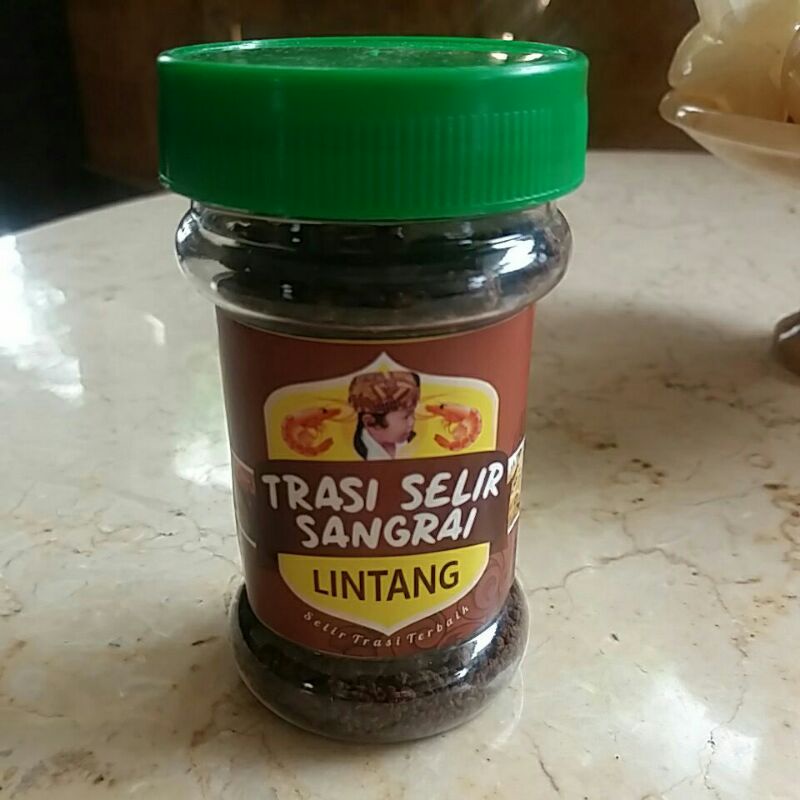 TRASI SELIR
SANGRAI
LINTANG
Selir Trasi Terbaik